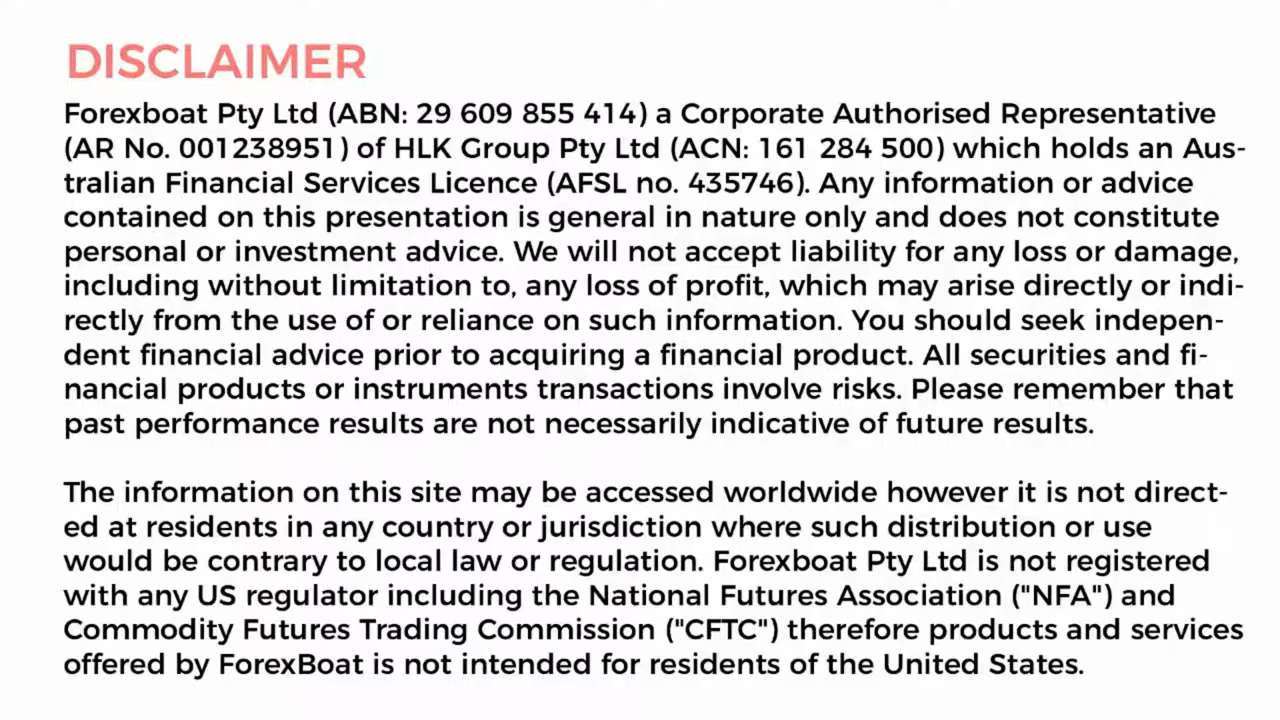 DISCLAIMER
Forexboat Pty Ltd (ABN: 29 609 855 414) a Corporate Authorised Representative
(AR No. 001238951) of HLK Group Pty Ltd (ACN: 161 284 500) which holds an Aus-
tralian Financial Services Licence (AFSL no. 435746). Any information or advice
contained on this presentation is general in nature only and does not constitute
personal or investment advice. We will not accept liability for any loss or damage,
including without limitation to, any loss of profit, which may arise directly or indi-
rectly from the use of or reliance on such information. You should seek indepen-
dent financial advice prior to acquiring a financial product. All securities and fi-
nancial products or instruments transactions involve risks. Please remember that
past performance results are not necessarily indicative of future results.
The information on this site may be accessed worldwide however it is not direct-
ed at residents in any country or jurisdiction where such distribution or use
would be contrary to local law or regulation. Forexboat Pty Ltd is not registered
with any US regulator including the National Futures Association ("NFA") and
Commodity Futures Trading Commission ("CFTC") therefore products and services
offered by ForexBoat is not intended for residents of the United States.